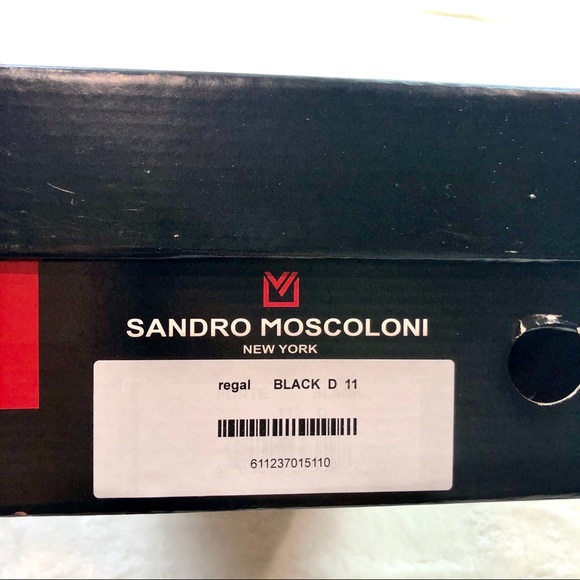 SANDRO MOSCOLONI
NEW YORK
regal BLACK D 11
611237015110